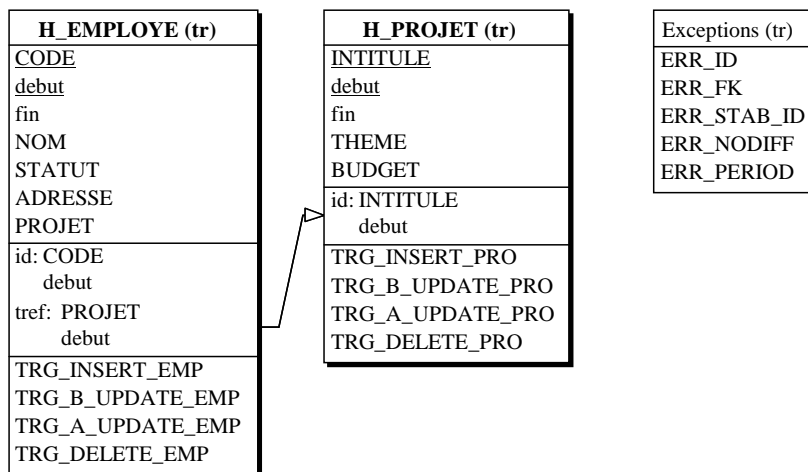 H_EMPLOYE (tr)
CODE
debut
fin
NOM
STATUT
ADRESSE
PROJET
id: CODE
debut
tref: PROJET
debut
TRG_INSERT_EMP
TRG_B_UPDATE_EMP
TRG_A_UPDATE_EMP
TRG_DELETE_EMP
H_PROJET (tr)
INTITULE
debut
fin
THEME
BUDGET
id: INTITULE
debut
TRG_INSERT_PRO
TRG_B_UPDATE_PRO
TRG_A_UPDATE_PRO
TRG_DELETE_PRO
Exceptions (tr)
ERR_ID
ERR_FK
ERR_STAB_ID
ERR_NODIFF
ERR_PERIOD